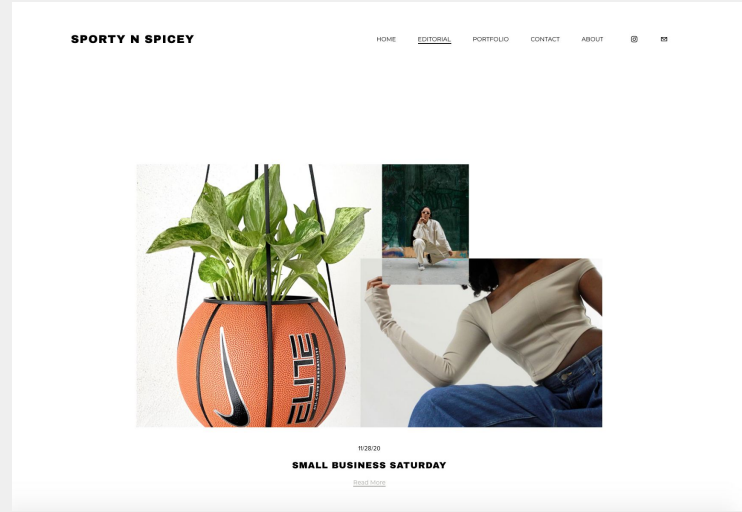 SPORTY N SPICEY
HOME EDITORIAL PORTFOLIO CONTACT ABOUT
ELITE
11/28/20
SMALL BUSINESS SATURDAY
Read More